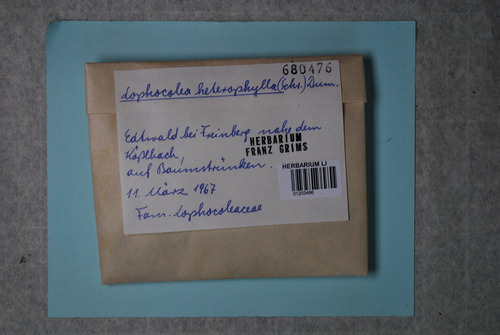 680476
Lophocolea heterophylla (Schr.) Dum.
Edtwald bei Freinberg nahe dem
Kößlbach
auf Baumstrünken.
HERBARIUM
FRANZ GRIMS
HERBARIUM LI
11. März 1967
Fam. Lophocoleaceae